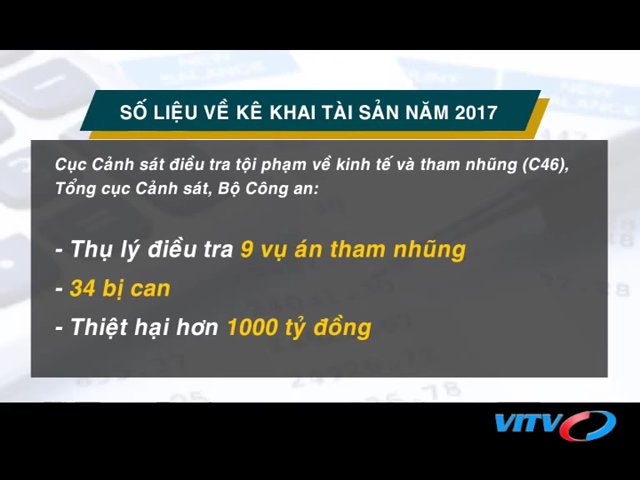 SỐ LIỆU VỀ KÊ KHAI TÀI SẢN NĂM 2017
Cục Cảnh sát điều tra tội phạm về kinh tế và tham nhũng (C46),
Tổng cục Cảnh sát, Bộ Công an:
- Thụ lý điều tra 9 vụ án tham nhũng
- 34 bị can
- Thiệt hại hơn 1000 tỷ đồng
VITV